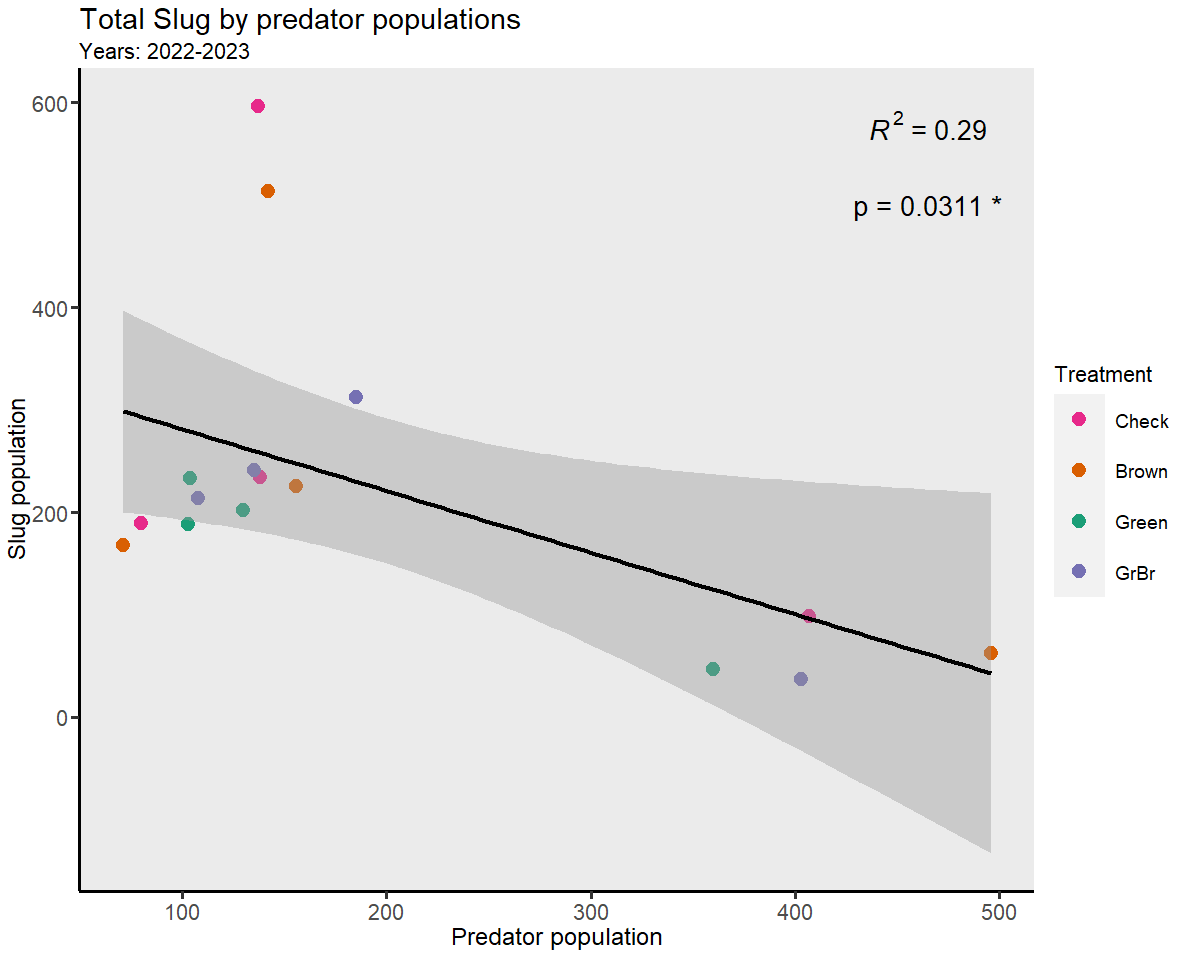 Total Slug by predator populations
Years: 2022-2023
R² = 0.29
p = 0.0311 *
600
400
200
0
Slug population
100 200 300 400 500
Predator population
Treatment
Check
Brown
Green
GrBr